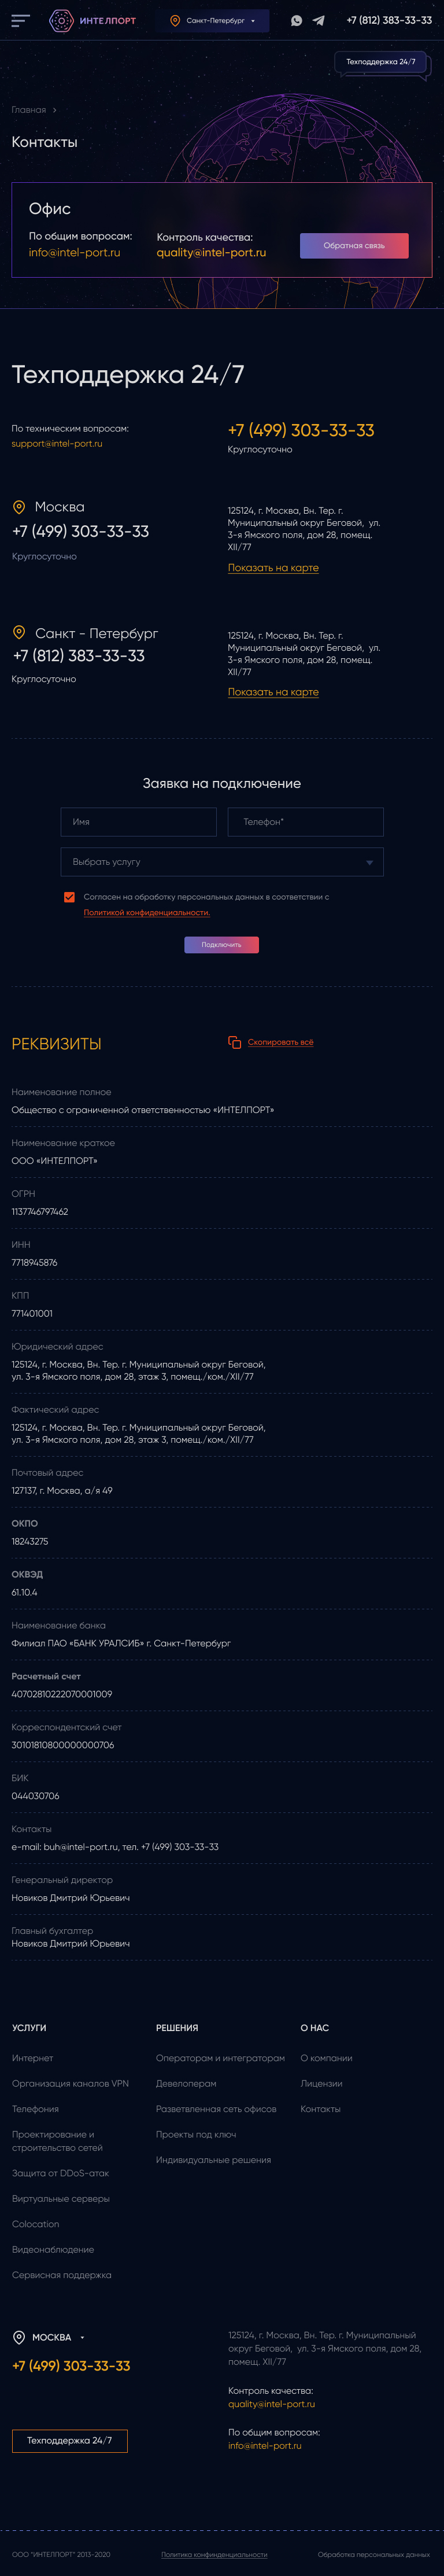 ИНТЕЛПОРТ
Санкт-Петербург
+7 (812) 383-33-33
Техподдержка 24/7
Главная
Контакты
Офис
По общим вопросам:
info@intel-port.ru
Контроль качества:
quality@intel-port.ru
Обратная связь
Техподдержка 24/7
По техническим вопросам:
support@intel-port.ru
+7 (499) 303-33-33
Круглосуточно
Москва
+7 (499) 303-33-33
Круглосуточно
125124, г. Москва, Вн. Тер. г.
Муниципальный округ Беговой, ул.
3-я Ямского поля, дом 28, помещ.
XII/77
Показать на карте
Санкт - Петербург
+7 (812) 383-33-33
Круглосуточно
125124, г. Москва, Вн. Тер. г.
Муниципальный округ Беговой, ул.
3-я Ямского поля, дом 28, помещ.
XII/77
Показать на карте
Заявка на подключение
Имя
Телефон*
Выбрать услугу
Согласен на обработку персональных данных в соответствии с
Политикой конфиденциальности.
Подключить
РЕКВИЗИТЫ
Скопировать всё
Наименование полное
Общество с ограниченной ответственностью «ИНТЕЛПОРТ»
Наименование краткое
ООО «ИНТЕЛПОРТ»
ОГРН
1137746797462
ИНН
7718945876
КПП
771401001
Юридический адрес
125124, г. Москва, Вн. Тер. г. Муниципальный округ Беговой,
ул. 3-я Ямского поля, дом 28, этаж 3, помещ./ком./XII/77
Фактический адрес
125124, г. Москва, Вн. Тер. г. Муниципальный округ Беговой,
ул. 3-я Ямского поля, дом 28, этаж 3, помещ./ком./XII/77
Почтовый адрес
127137, г. Москва, а/я 49
ОКПО
18243275
ОКВЭД
61.10.4
Наименование банка
Филиал ПАО «БАНК УРАЛСИБ» г. Санкт-Петербург
Расчетный счет
40702810222070001009
Корреспондентский счет
30101810800000000706
БИК
044030706
Контакты
e-mail: buh@intel-port.ru, тел. +7 (499) 303-33-33
Генеральный директор
Новиков Дмитрий Юрьевич
Главный бухгалтер
Новиков Дмитрий Юрьевич
УСЛУГИ
Интернет
Организация каналов VPN
Телефония
Проектирование и
строительство сетей
Защита от DDoS-атак
Виртуальные серверы
Colocation
Видеонаблюдение
Сервисная поддержка
РЕШЕНИЯ
Операторам и интеграторам
Девелоперам
Разветвленная сеть офисов
Проекты под ключ
Индивидуальные решения
О НАС
О компании
Лицензии
Контакты
МОСКВА
+7 (499) 303-33-33
Техподдержка 24/7
125124, г. Москва, Вн. Тер. г. Муниципальный
округ Беговой, ул. 3-я Ямского поля, дом 28,
помещ. XII/77
Контроль качества:
quality@intel-port.ru
По общим вопросам:
info@intel-port.ru
ООО "ИНТЕЛПОРТ" 2013-2020
Политика конфиденциальности
Обработка персональных данных